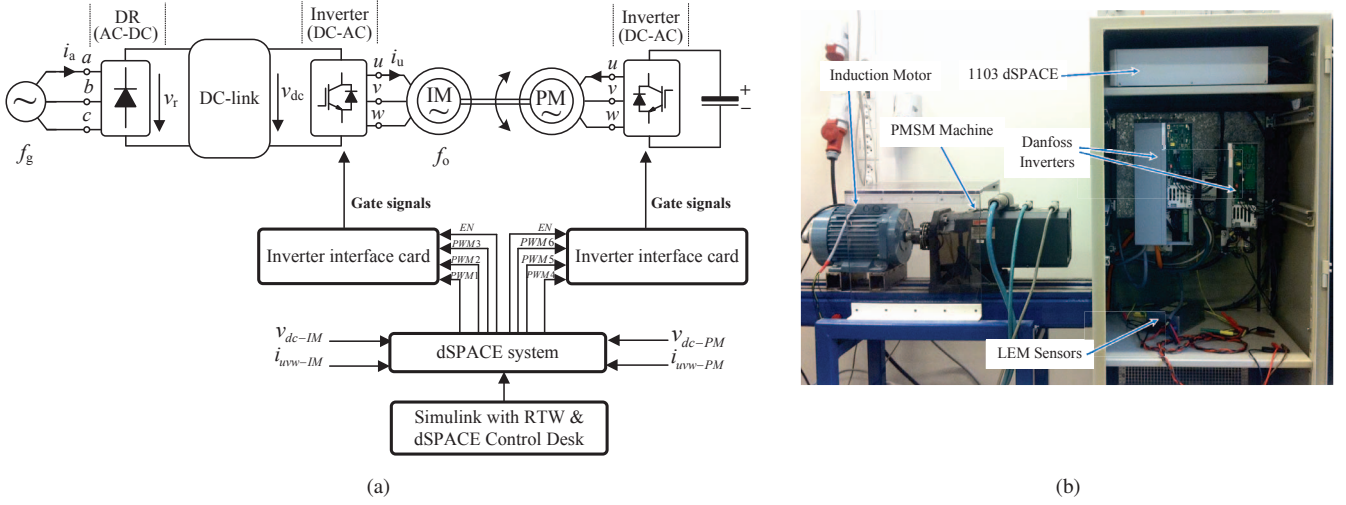 DR
(AC-DC)
Inverter
(DC-AC)
Inverter
(DC-AC)
i_a
a
b
c
v_r
DC-link
v_dc
u
i_u
v
w
IM
PM
u
v
w
+
−
f_g
f_o
Gate signals
Gate signals
Inverter interface card
EN
PWM3
PWM2
PWM1
EN
PWM6
PWM5
PWM4
Inverter interface card
v_dc−IM
i_uvw−IM
dSPACE system
v_dc−PM
i_uvw−PM
Simulink with RTW &
dSPACE Control Desk
(a)
Induction Motor
1103 dSPACE
PMSM Machine
Danfoss
Inverters
LEM Sensors
(b)